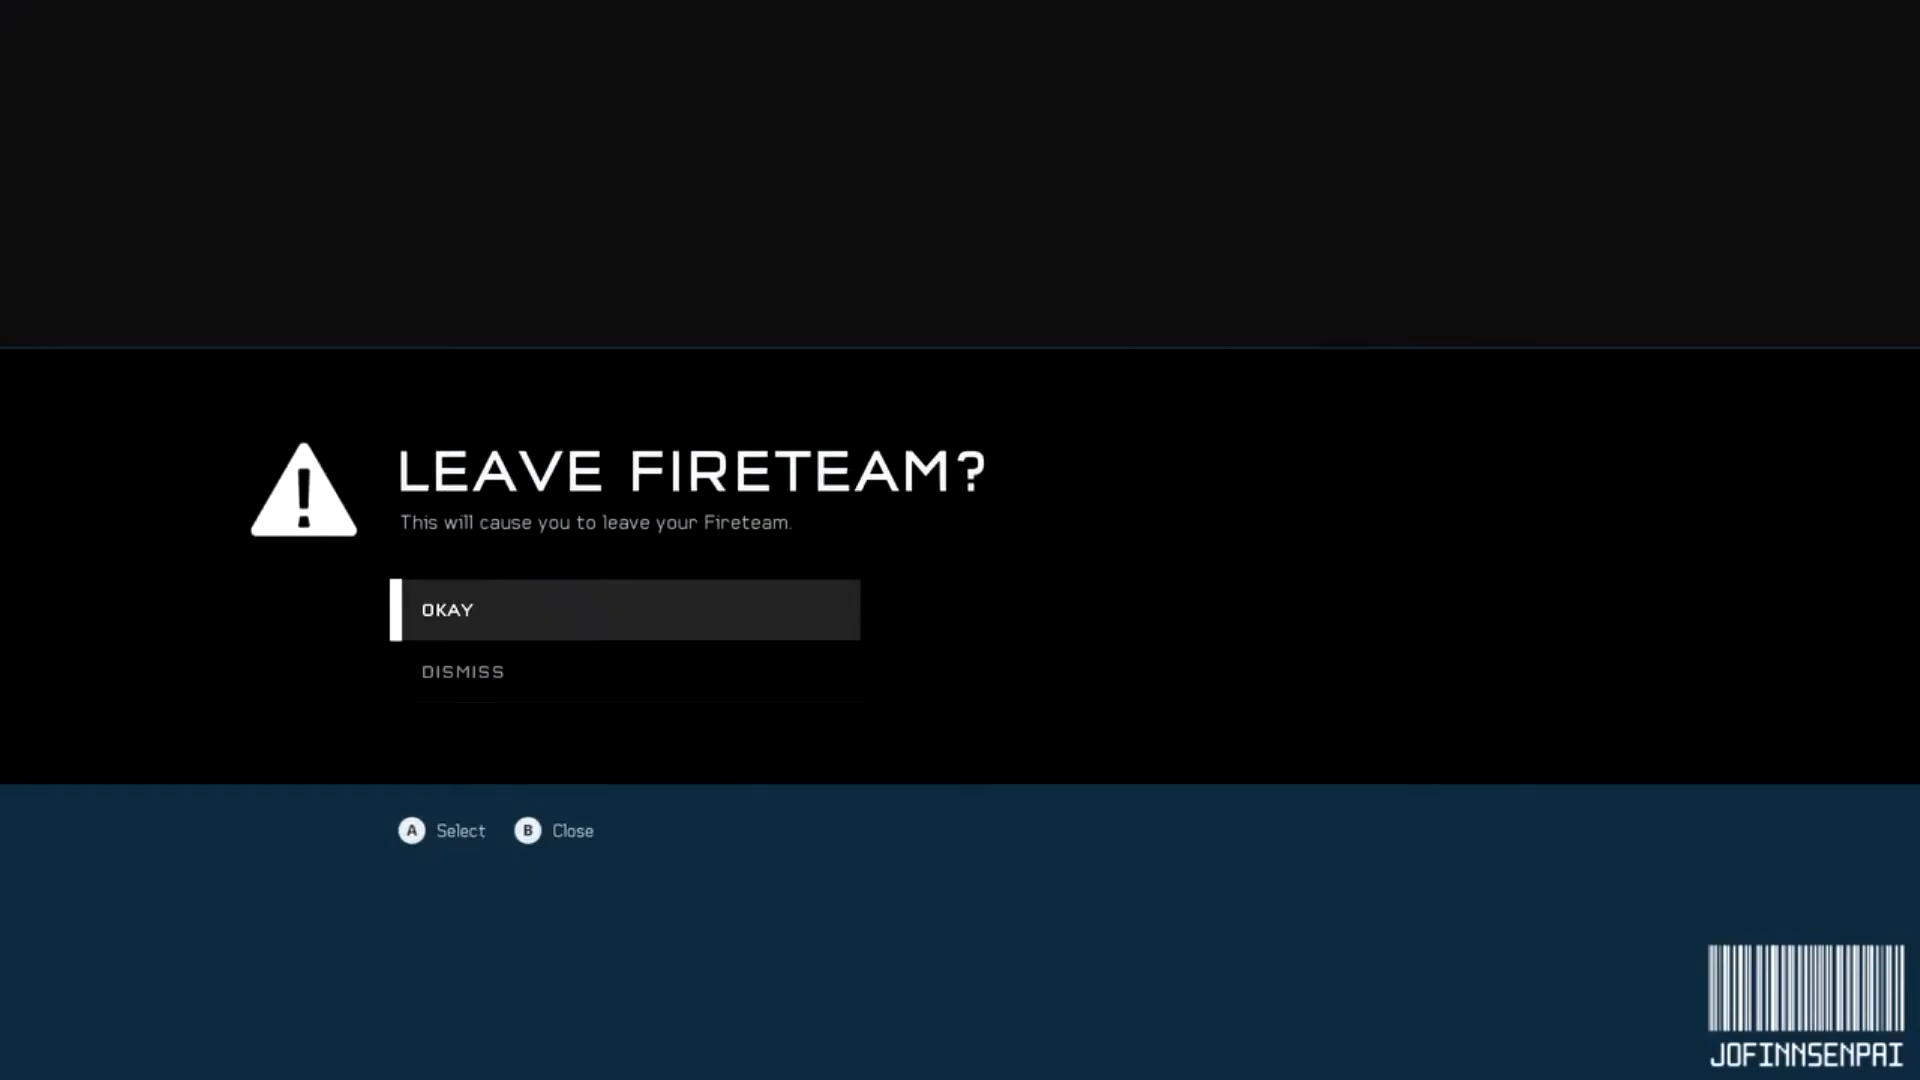 LEAVE FIRETEAM?
This will cause you to leave your Fireteam.
OKAY
DISMISS
A Select B Close
JOFINNSENPAI